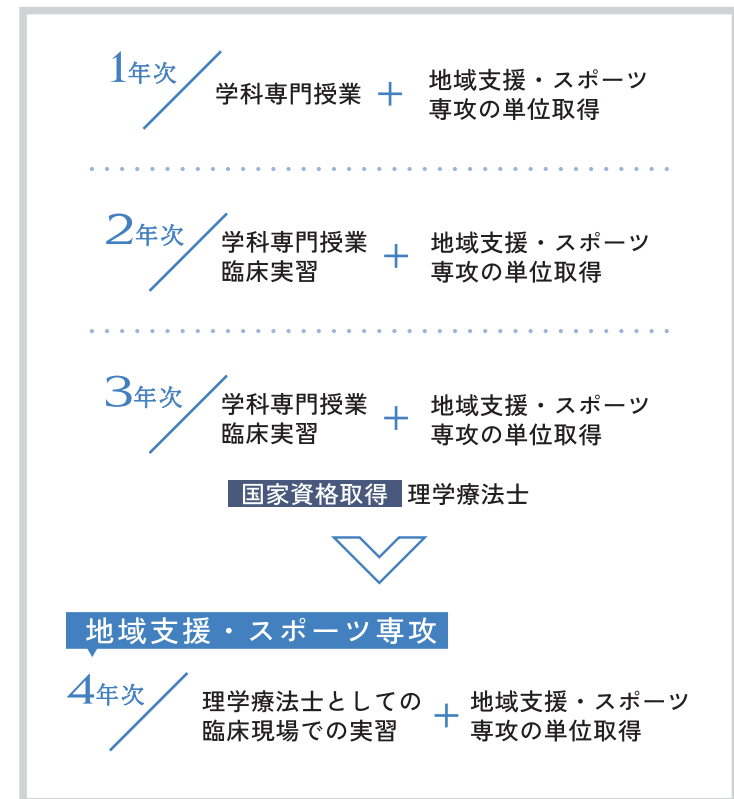 1年次
学科専門授業 + 地域支援・スポーツ
専攻の単位取得
2年次
学科専門授業 + 地域支援・スポーツ
臨床実習 専攻の単位取得
3年次
学科専門授業 + 地域支援・スポーツ
臨床実習 専攻の単位取得
国家資格取得 理学療法士
地域支援・スポーツ専攻
4年次
理学療法士としての + 地域支援・スポーツ
臨床現場での実習 専攻の単位取得